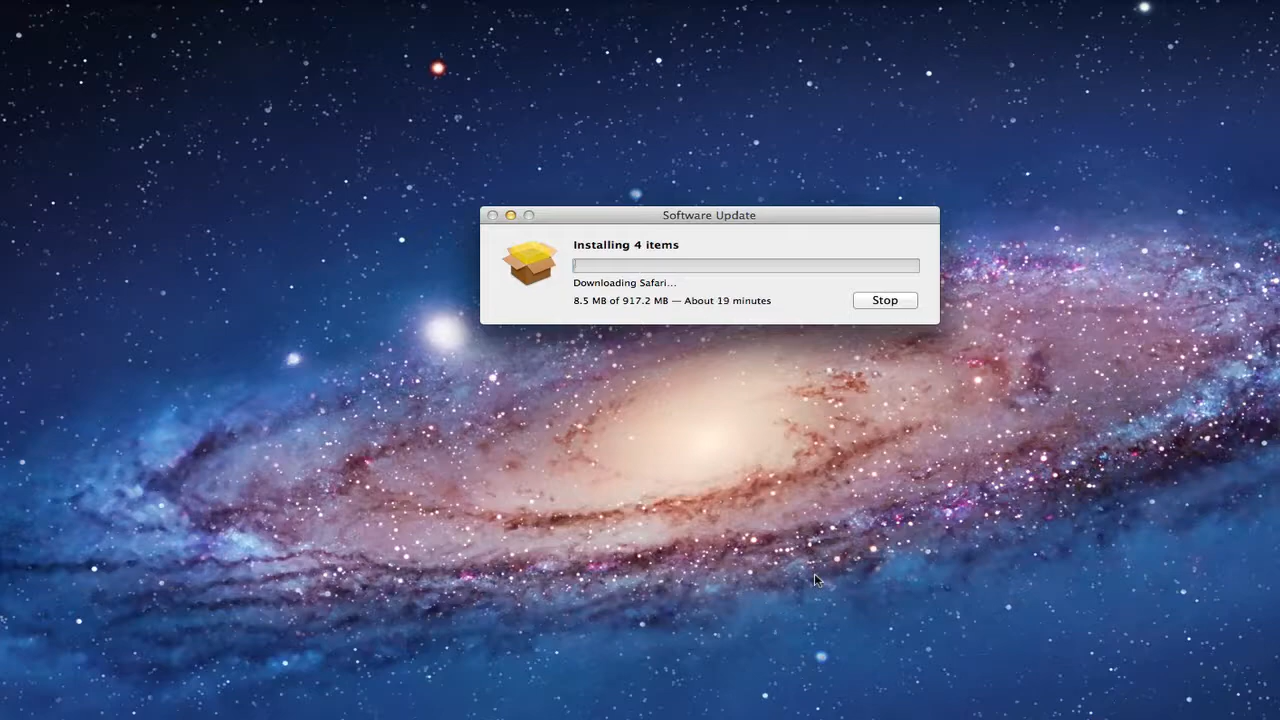 Software Update
Installing 4 items
Downloading Safari...
8.5 MB of 917.2 MB — About 19 minutes
Stop